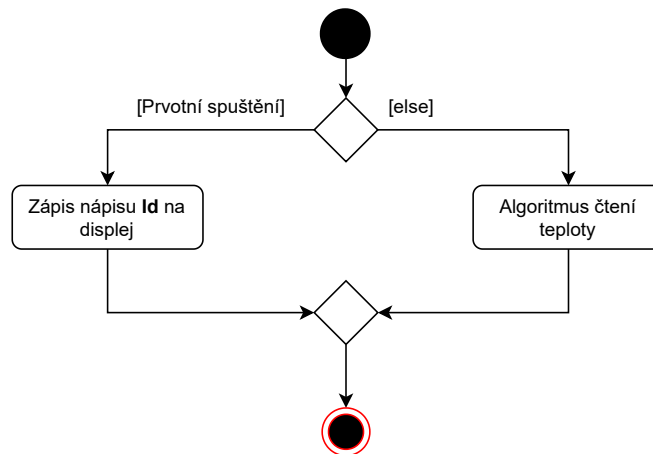 [Prvotní spuštění]
[else]
Zápis nápisu Id na
displej
Algoritmus čtení
teploty